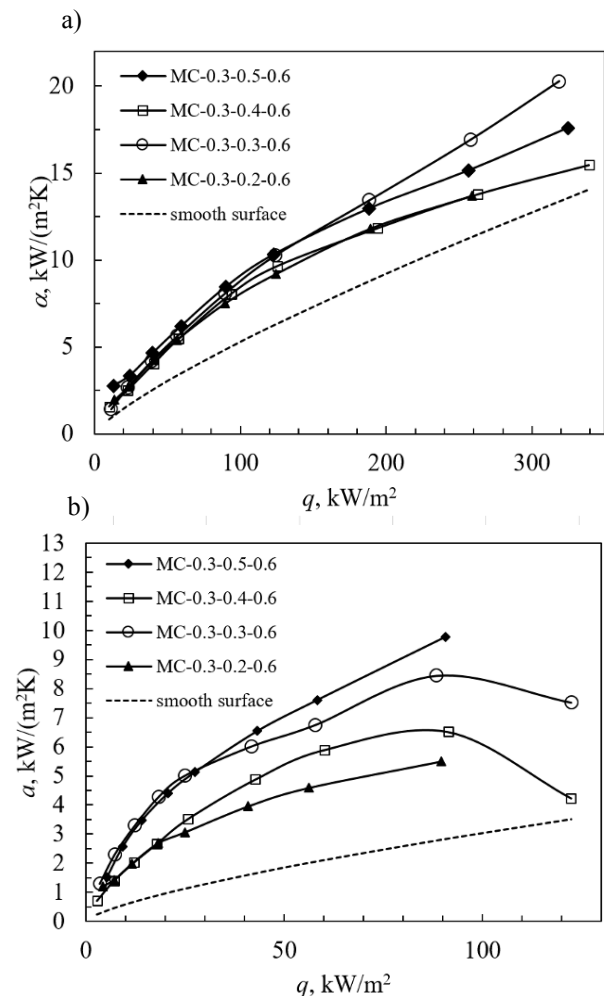 a)
20
15
10
5
0
α, kW/(m²K)
MC-0.3-0.5-0.6
MC-0.3-0.4-0.6
MC-0.3-0.3-0.6
MC-0.3-0.2-0.6
smooth surface
0 100 200 300
q, kW/m²
b)
13
12
11
10
9
8
7
6
5
4
3
2
1
0
a, kW/(m²K)
MC-0.3-0.5-0.6
MC-0.3-0.4-0.6
MC-0.3-0.3-0.6
MC-0.3-0.2-0.6
smooth surface
0 50 100
q, kW/m²